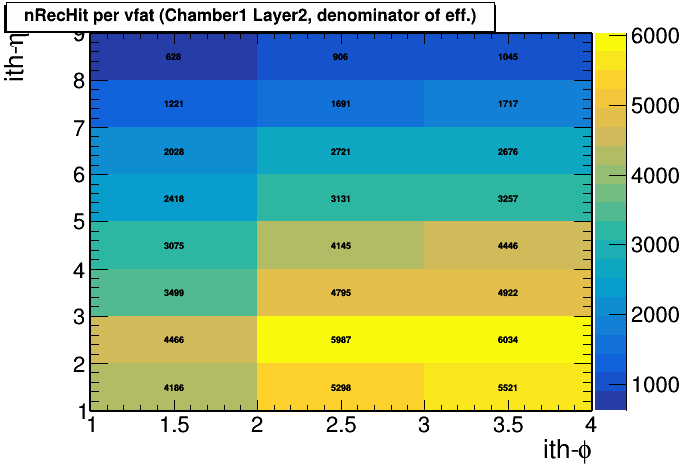 nRecHit per vfat (Chamber1 Layer2, denominator of eff.)
ith-η
9
8
7
6
5
4
3
2
1
628 906 1045
1221 1691 1717
2028 2721 2676
2418 3131 3257
3075 4145 4446
3499 4795 4922
4466 5987 6034
4186 5298 5521
1 1.5 2 2.5 3 3.5 4
ith-ϕ
6000
5000
4000
3000
2000
1000